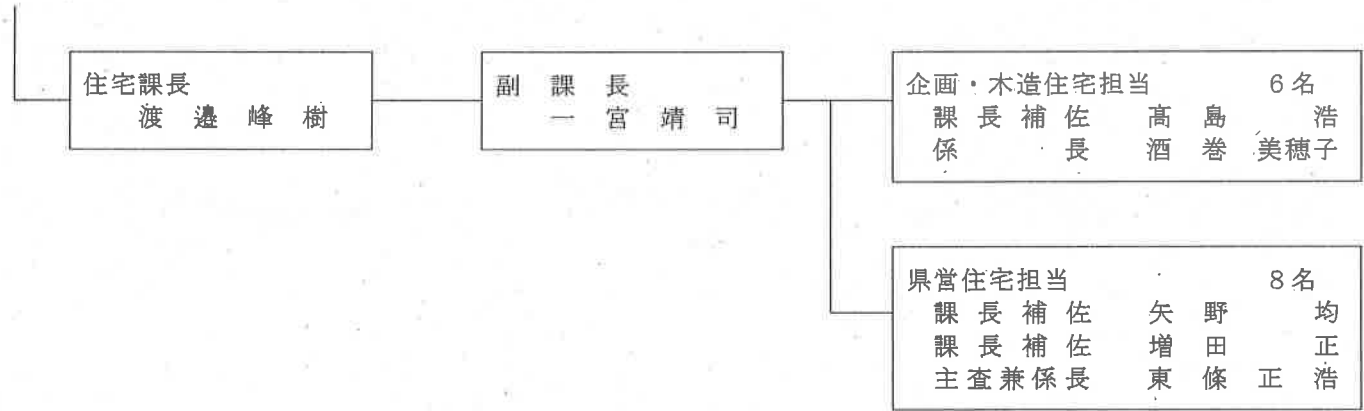 住宅課長
渡邉峰樹
副課長
一宮靖司
企画・木造住宅担当 6名
課長補佐 髙島 浩
係長 酒巻 美穂子
県営住宅担当 8名
課長補佐 矢野 均
課長補佐 増田 正
主査兼係長 東條 正浩